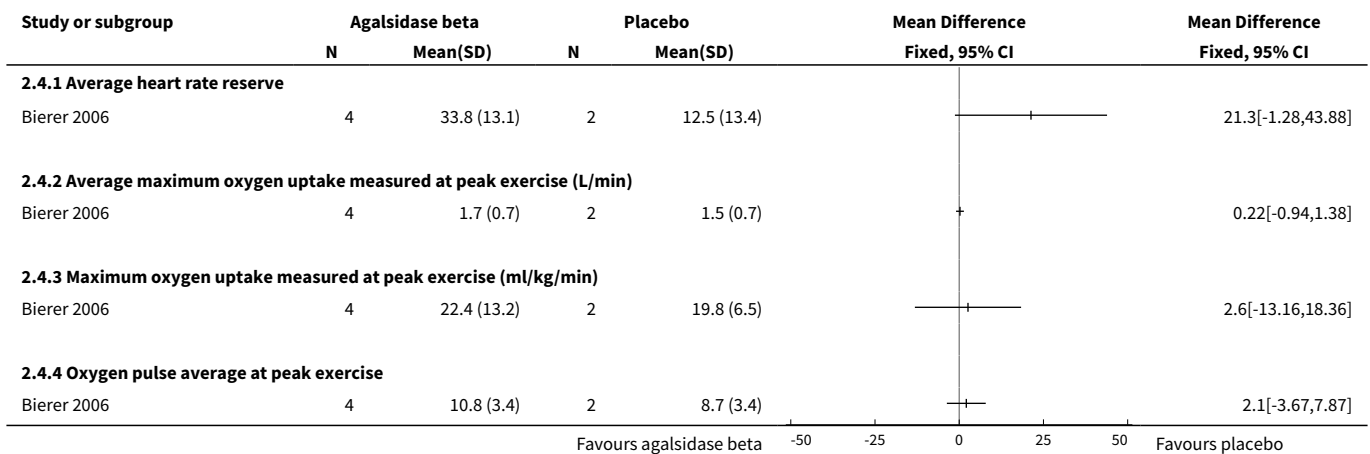 Study or subgroup Agalsidase beta Placebo Mean Difference Mean Difference
N Mean(SD) N Mean(SD) Fixed, 95% CI Fixed, 95% CI
2.4.1 Average heart rate reserve
Bierer 2006 4 33.8 (13.1) 2 12.5 (13.4) 21.3[-1.28,43.88]
2.4.2 Average maximum oxygen uptake measured at peak exercise (L/min)
Bierer 2006 4 1.7 (0.7) 2 1.5 (0.7) 0.22[-0.94,1.38]
2.4.3 Maximum oxygen uptake measured at peak exercise (ml/kg/min)
Bierer 2006 4 22.4 (13.2) 2 19.8 (6.5) 2.6[-13.16,18.36]
2.4.4 Oxygen pulse average at peak exercise
Bierer 2006 4 10.8 (3.4) 2 8.7 (3.4) 2.1[-3.67,7.87]
Favours agalsidase beta -50 -25 0 25 50 Favours placebo